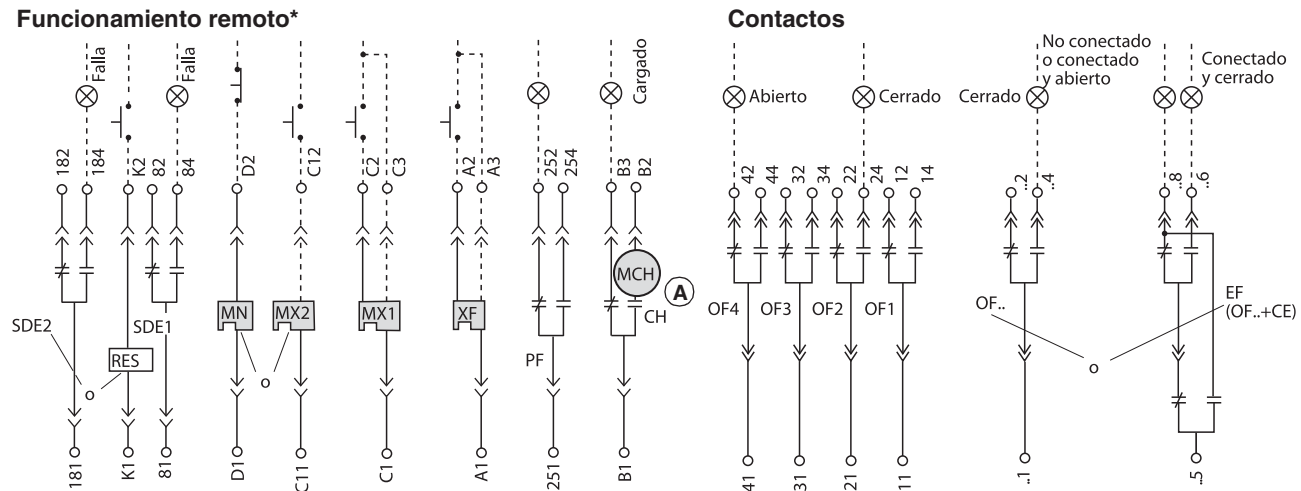 Funcionamiento remoto*
Contactos
Falla
Falla
Cargado
Abierto
Cerrado
Cerrado
No conectado
o conectado
y abierto
Conectado
y cerrado
182
184
K2
82
84
D2
C12
C2
C3
A2
A3
252
254
B3
B2
42
44
32
34
22
24
12
14
..2
..4
..8
..6
MCH
A
MN
MX2
MX1
XF
CH
SDE2
SDE1
RES
o
o
PF
OF4
OF3
OF2
OF1
OF..
o
EF
(OF..+CE)
181
K1
81
D1
C11
C1
A1
251
B1
41
31
21
11
..1
..5